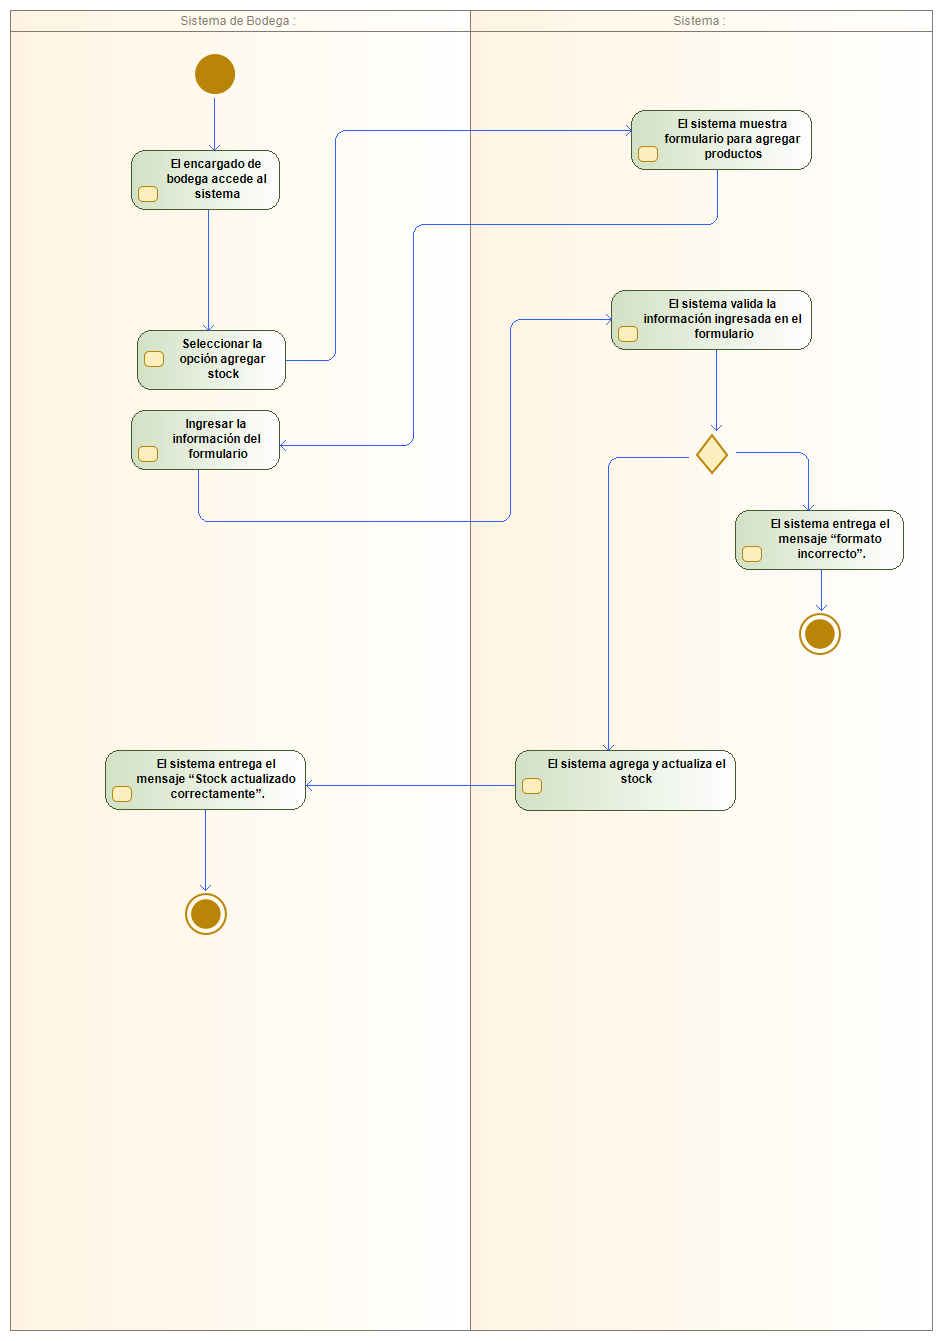 Sistema de Bodega :
Sistema :
El sistema muestra
formulario para agregar
productos
El encargado de
bodega accede al
sistema
El sistema valida la
información ingresada en el
formulario
Seleccionar la
opción agregar
stock
Ingresar la
información del
formulario
El sistema entrega el
mensaje “formato
incorrecto”.
El sistema entrega el
mensaje “Stock actualizado
correctamente”.
El sistema agrega y actualiza el
stock